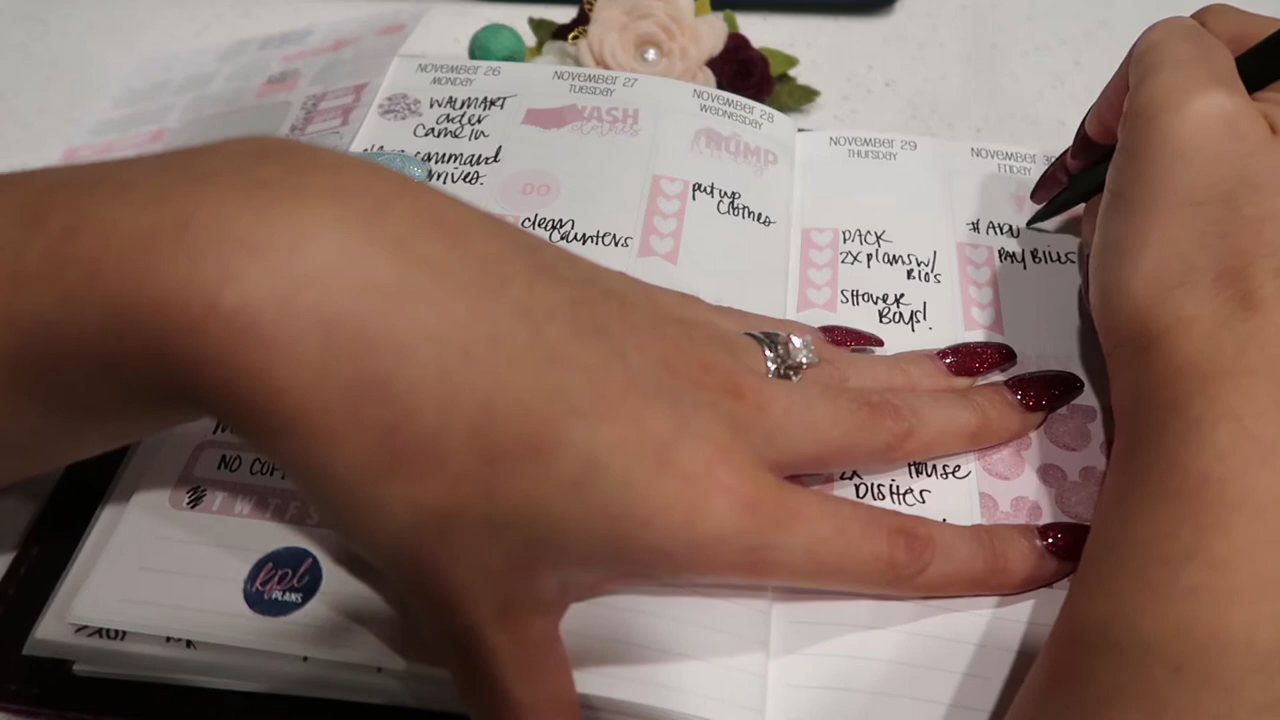 NOVEMBER 26
MONDAY
WALMART
order
came in
command
NOVEMBER 27
TUESDAY
WASH
clothes
DO
clean
counters
NOVEMBER 28
WEDNESDAY
HUMP
put up
clothes
NOVEMBER 29
THURSDAY
PACK
2X plans w/
BIO'S
SHOWER
BOYS!
HOUSE
DISHES
NOVEMBER 30
FRIDAY
# ADU
PAY BILLS
NO
T W T F S
kpl
PLANS